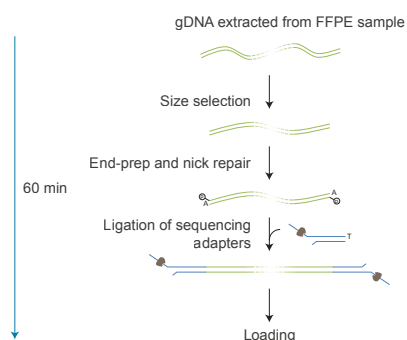 gDNA extracted from FFPE sample
Size selection
End-prep and nick repair
60 min
P
A
A
P
Ligation of sequencing
adapters
T
Loading